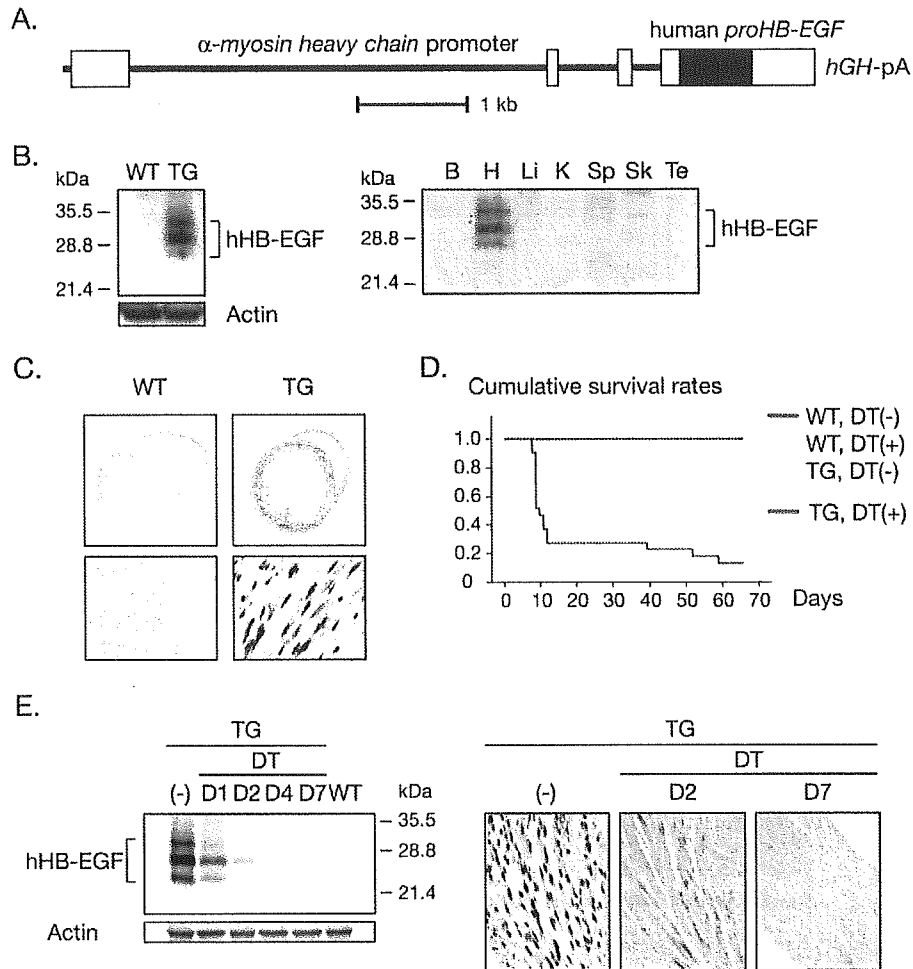 A.
α-myosin heavy chain promoter
human proHB-EGF
hGH-pA
1 kb
B.
kDa WT TG
35.5
28.8
21.4
hHB-EGF
Actin
kDa B H Li K Sp Sk Te
35.5
28.8
21.4
hHB-EGF
C.
WT TG
D.
Cumulative survival rates
1.0
0.8
0.6
0.4
0.2
0
0 10 20 30 40 50 60 70 Days
WT, DT(-)
WT, DT(+)
TG, DT(-)
TG, DT(+)
E.
TG
DT
(-) D1 D2 D4 D7 WT kDa
35.5
28.8
21.4
hHB-EGF
Actin
TG
DT
(-) D2 D7